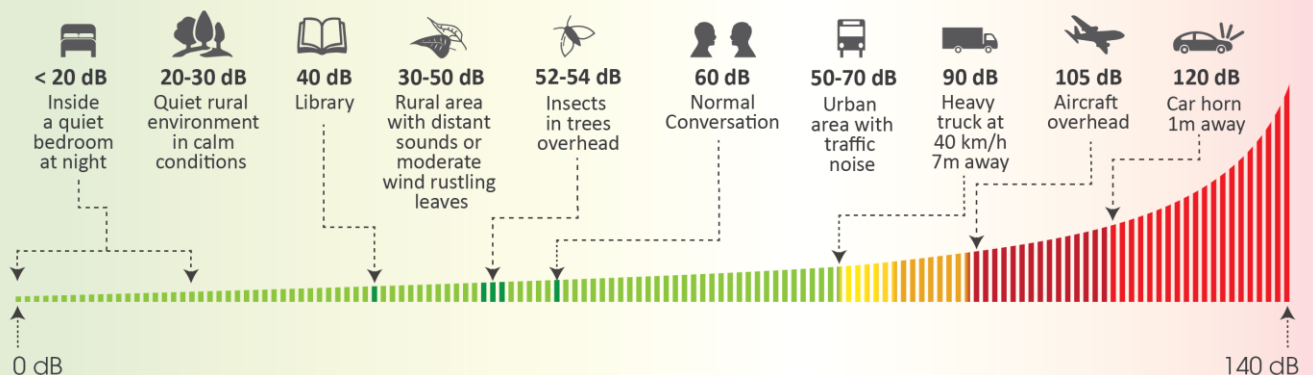 < 20 dB
Inside
a quiet
bedroom
at night
20-30 dB
Quiet rural
environment
in calm
conditions
40 dB
Library
30-50 dB
Rural area
with distant
sounds or
moderate
wind rustling
leaves
52-54 dB
Insects
in trees
overhead
60 dB
Normal
Conversation
50-70 dB
Urban
area with
traffic
noise
90 dB
Heavy
truck at
40 km/h
7m away
105 dB
Aircraft
overhead
120 dB
Car horn
1m away
0 dB
140 dB